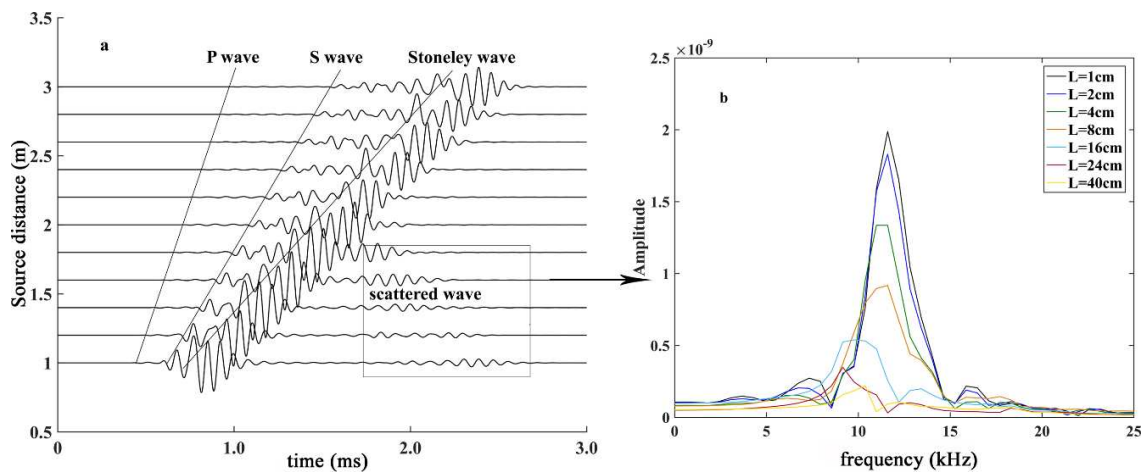 a
P wave
S wave
Stoneley wave
scattered wave
Source distance (m)
3.5
3
2.5
2
1.5
1
0.5
0
1.0
2.0
3.0
time (ms)
b
×10-9
2.5
2
1.5
1
0.5
0
Amplitude
L=1cm
L=2cm
L=4cm
L=8cm
L=16cm
L=24cm
L=40cm
0
5
10
15
20
25
frequency (kHz)